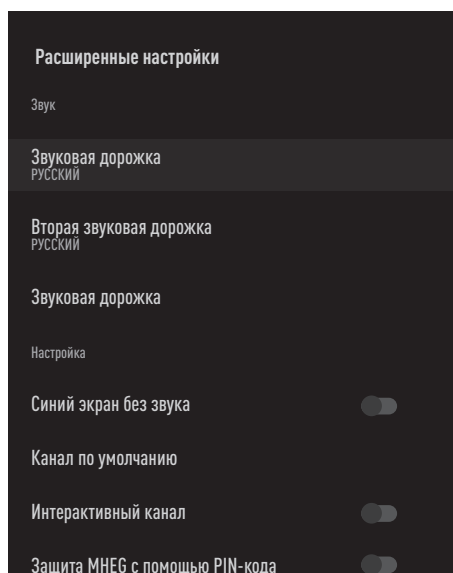 Расширенные настройки
Звук
Звуковая дорожка
РУССКИЙ
Вторая звуковая дорожка
РУССКИЙ
Звуковая дорожка
Настройка
Синий экран без звука
Канал по умолчанию
Интерактивный канал
Защита MHEG с помощью PIN-кода